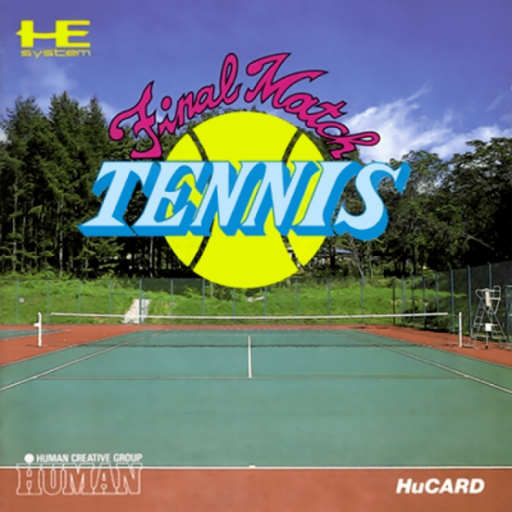 HE
system
Final Match
TENNIS
HUMAN CREATIVE GROUP
HUMAN
HuCARD